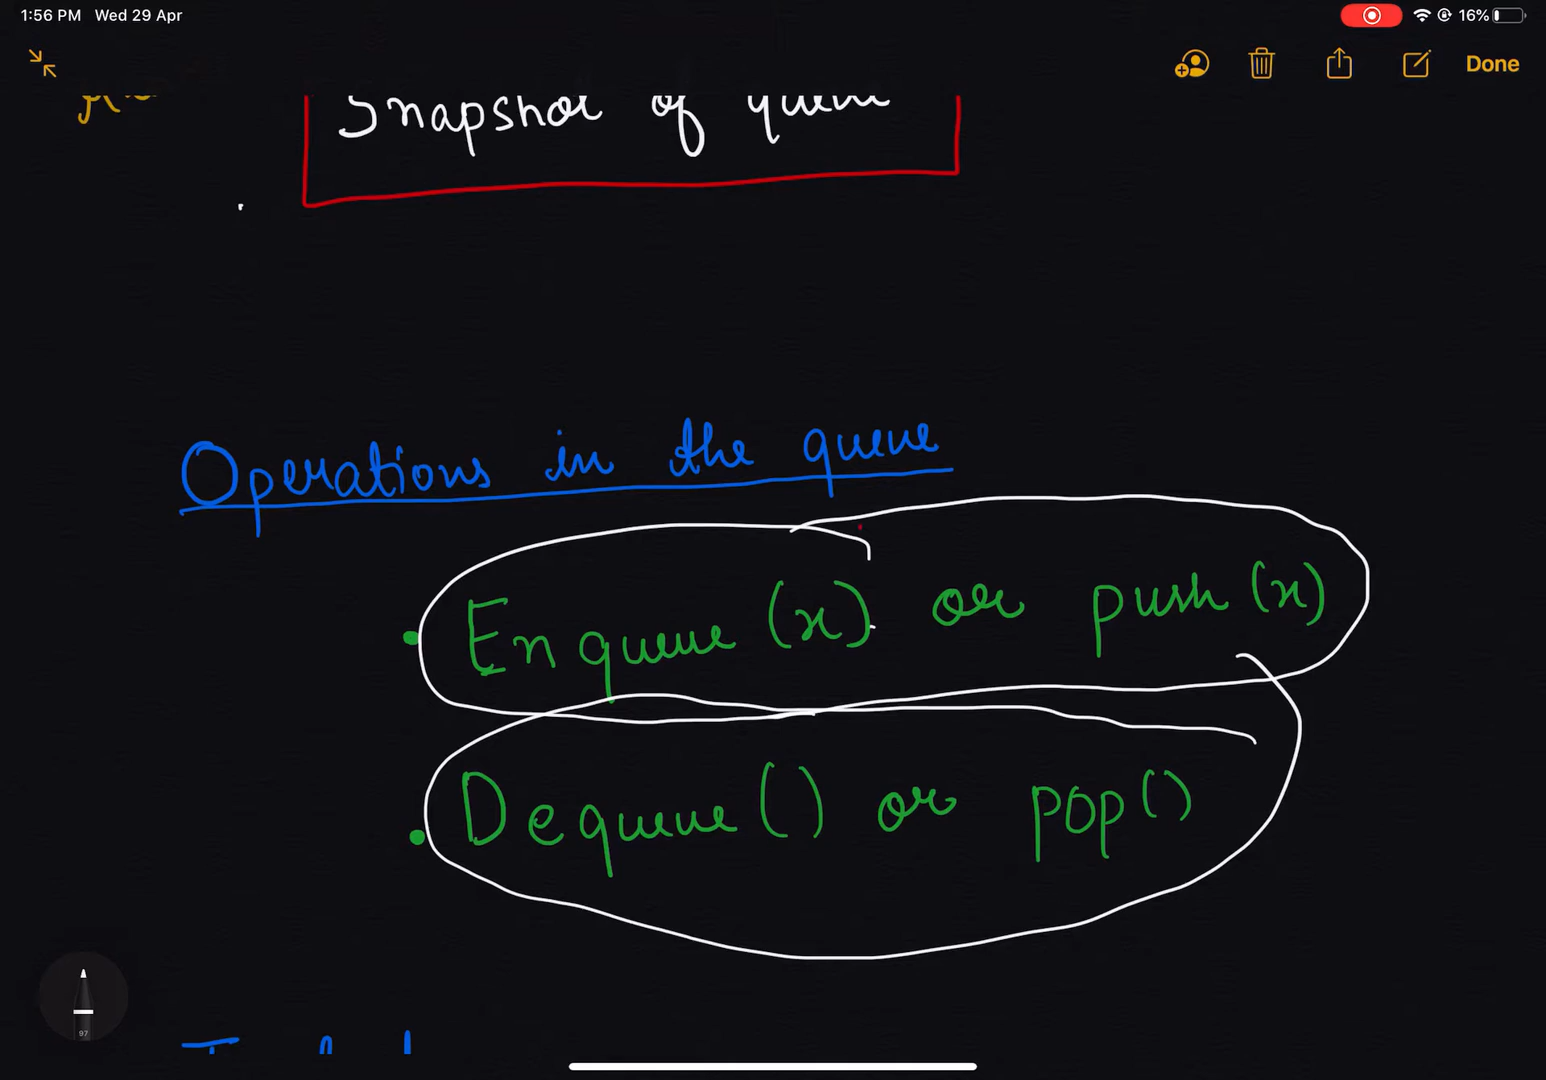 1:56 PM Wed 29 Apr
16%
Done
Snapshot of queue
Operations in the queue
Enqueue (x) or push (x)
Dequeue () or pop ()
97